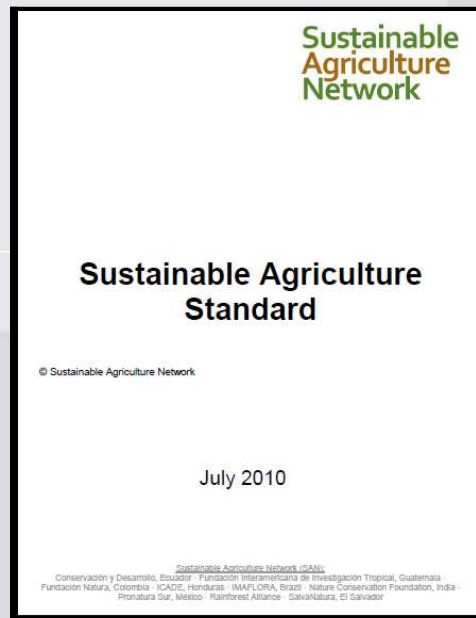 Sustainable
Agriculture
Network
Sustainable Agriculture
Standard
© Sustainable Agriculture Network
July 2010
Sustainable Agriculture Network (SAN):
Conservación y Desarrollo, Ecuador · Fundación Interamericana de Investigación Tropical, Guatemala ·
Fundación Natura, Colombia · ICADE, Honduras · IMAFLORA, Brazil · Nature Conservation Foundation, India ·
Pronatura Sur, Mexico · Rainforest Alliance · SalvaNatura, El Salvador